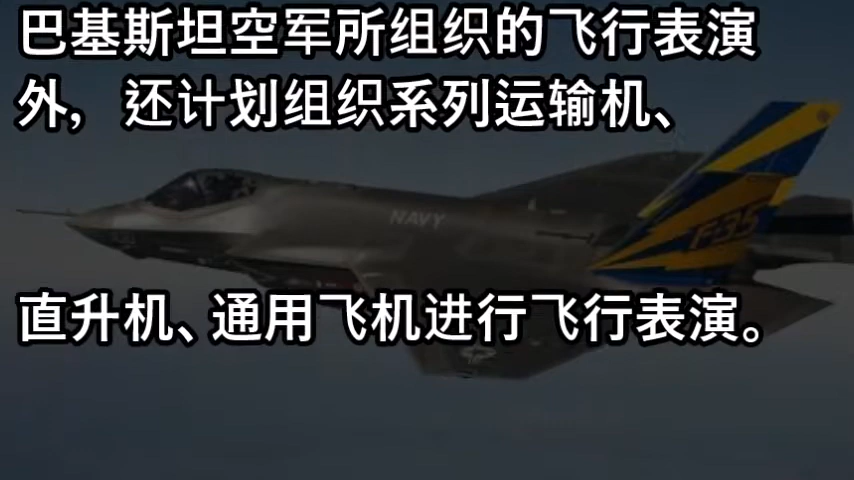 巴基斯坦空军所组织的飞行表演
外，还计划组织系列运输机、
NAVY
F-35
直升机、通用飞机进行飞行表演。